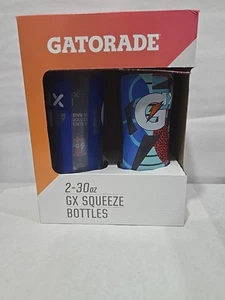 GATORADE
X
G
2-30oz
GX SQUEEZE
BOTTLES